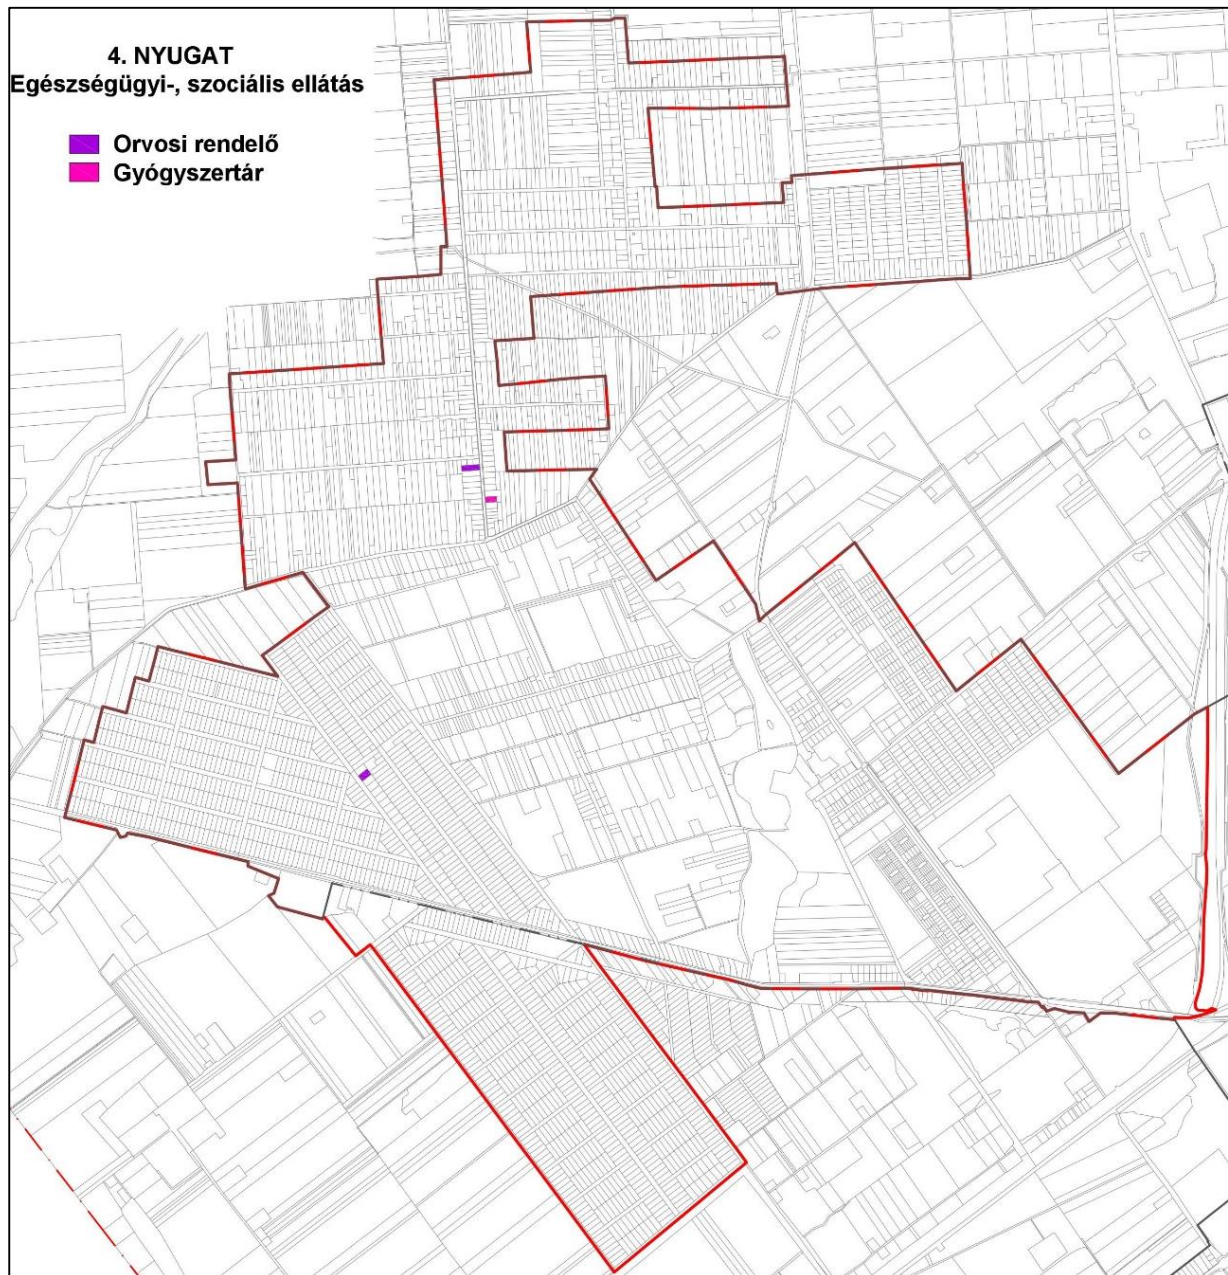 4. NYUGAT
Egészségügyi-, szociális ellátás
Orvosi rendelő
Gyógyszertár